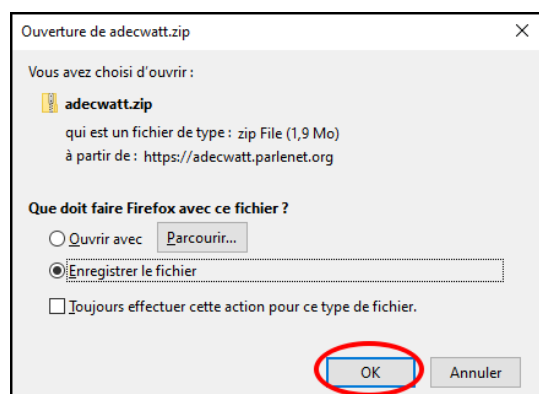 Ouverture de adecwatt.zip
Vous avez choisi d'ouvrir :
adecwatt.zip
qui est un fichier de type : zip File (1,9 Mo)
à partir de : https://adecwatt.parlenet.org
Que doit faire Firefox avec ce fichier ?
Ouvrir avec Parcourir...
Enregistrer le fichier
Toujours effectuer cette action pour ce type de fichier.
OK Annuler